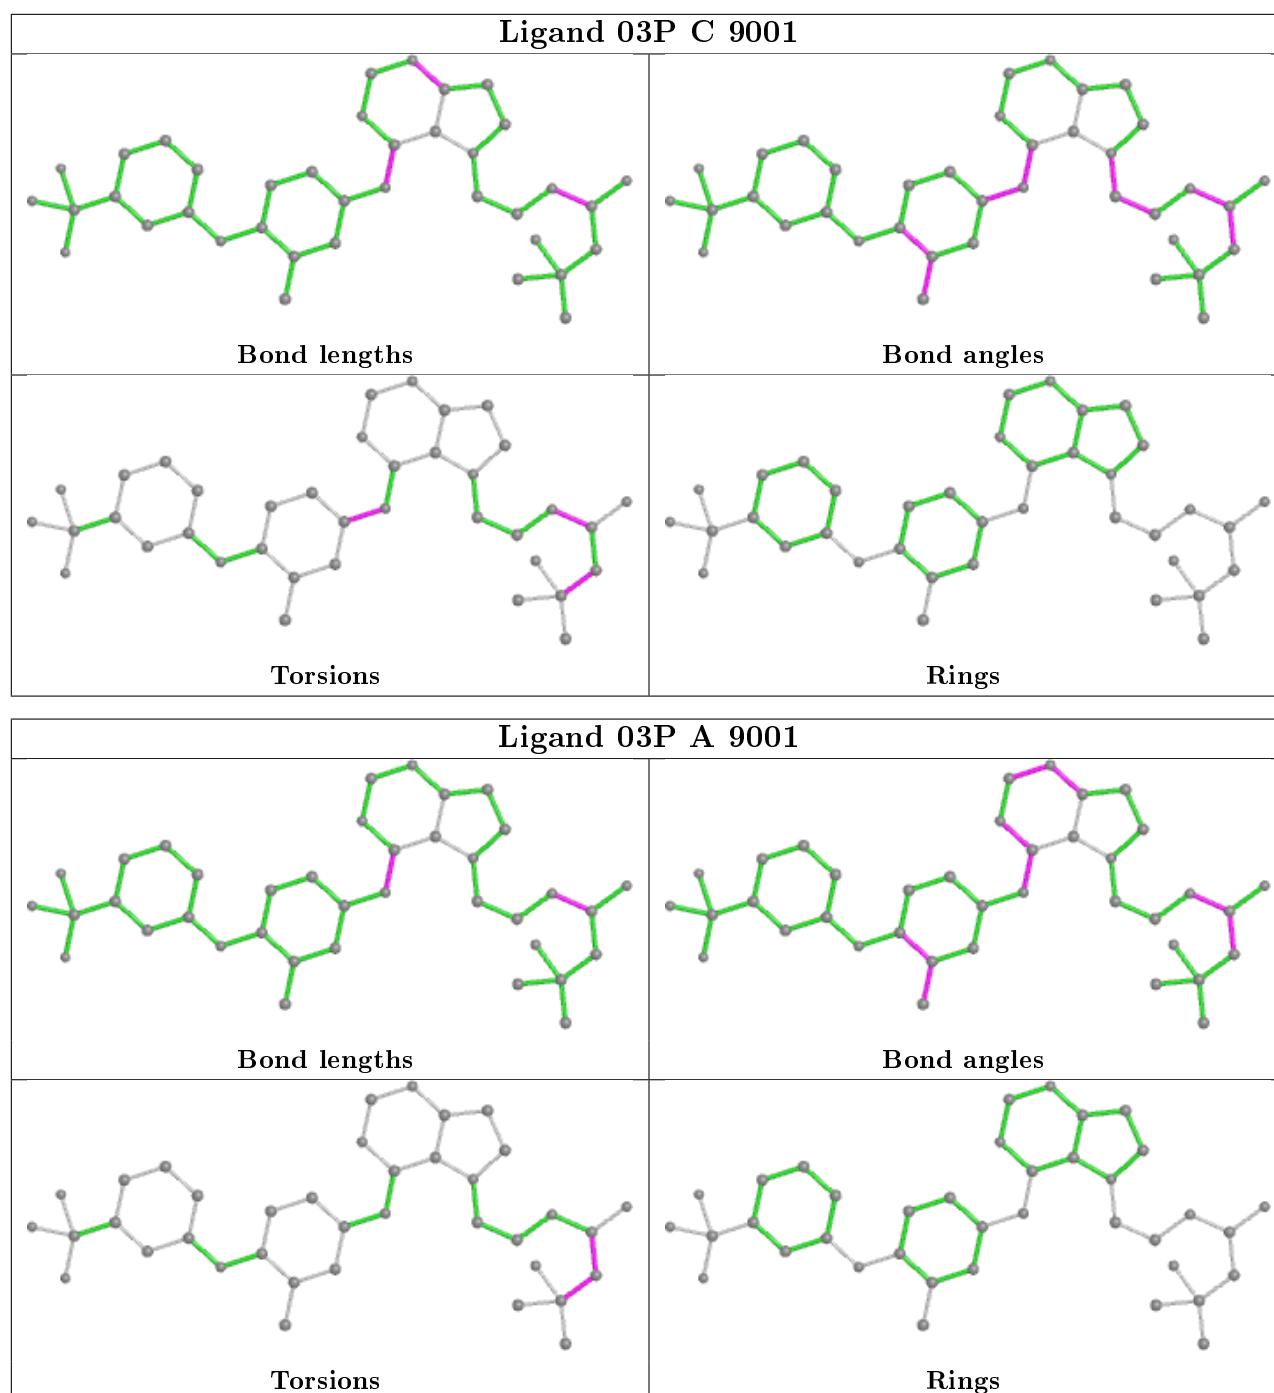 Ligand 03P C 9001
Bond lengths
Bond angles
Torsions
Rings
Ligand 03P A 9001
Bond lengths
Bond angles
Torsions
Rings